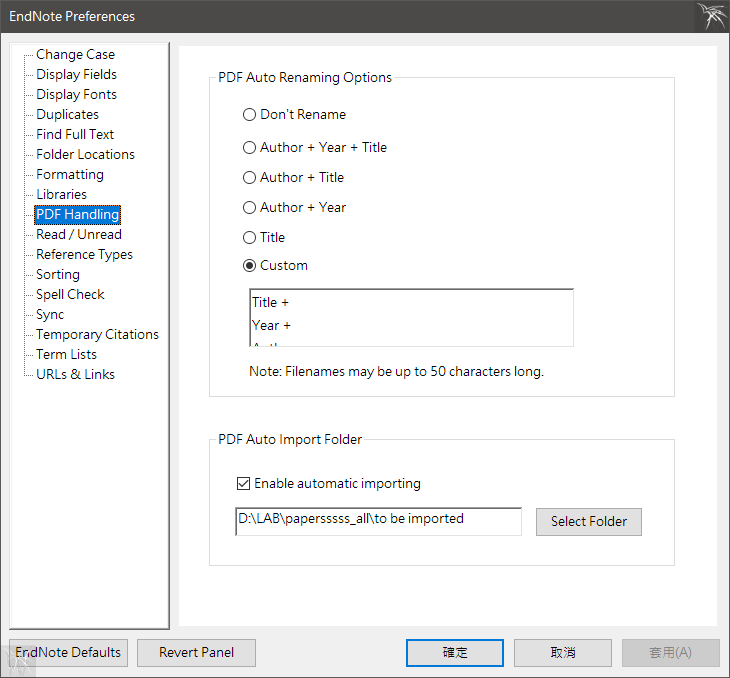 EndNote Preferences
Change Case
Display Fields
Display Fonts
Duplicates
Find Full Text
Folder Locations
Formatting
Libraries
PDF Handling
Read / Unread
Reference Types
Sorting
Spell Check
Sync
Temporary Citations
Term Lists
URLs & Links
PDF Auto Renaming Options
Don't Rename
Author + Year + Title
Author + Title
Author + Year
Title
Custom
Title +
Year +
Note: Filenames may be up to 50 characters long.
PDF Auto Import Folder
Enable automatic importing
D:\LAB\papersssss_all\to be imported
Select Folder
EndNote Defaults
Revert Panel
確定
取消
套用(A)